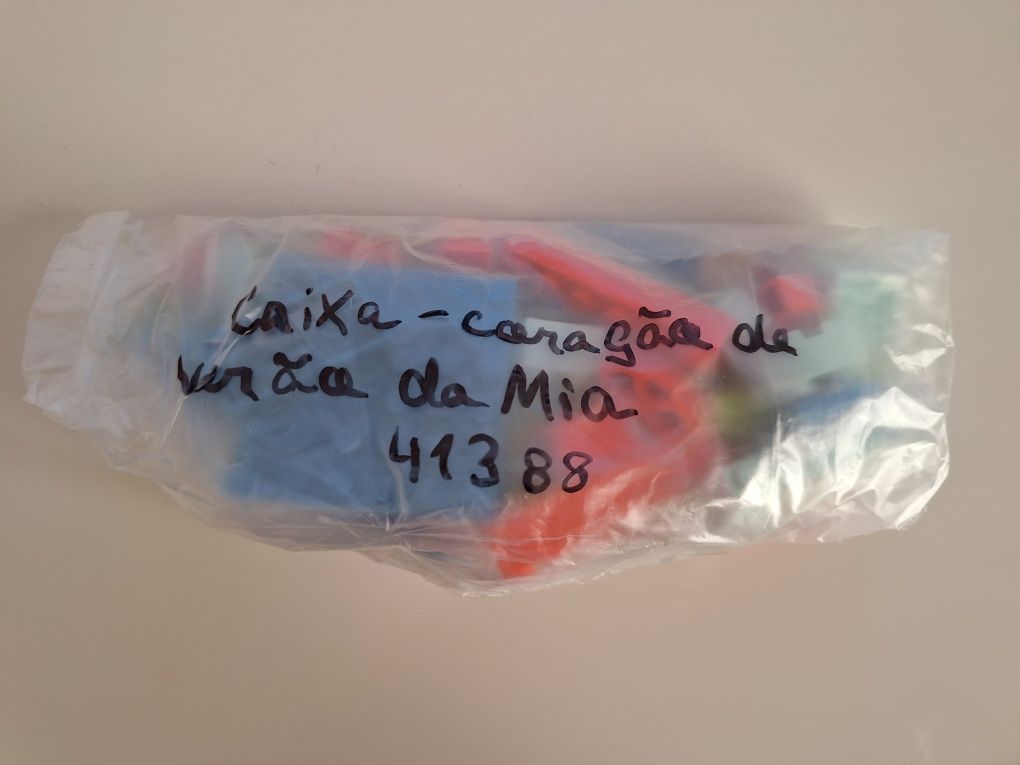 Caixa - coração de
verão da Mia
41388